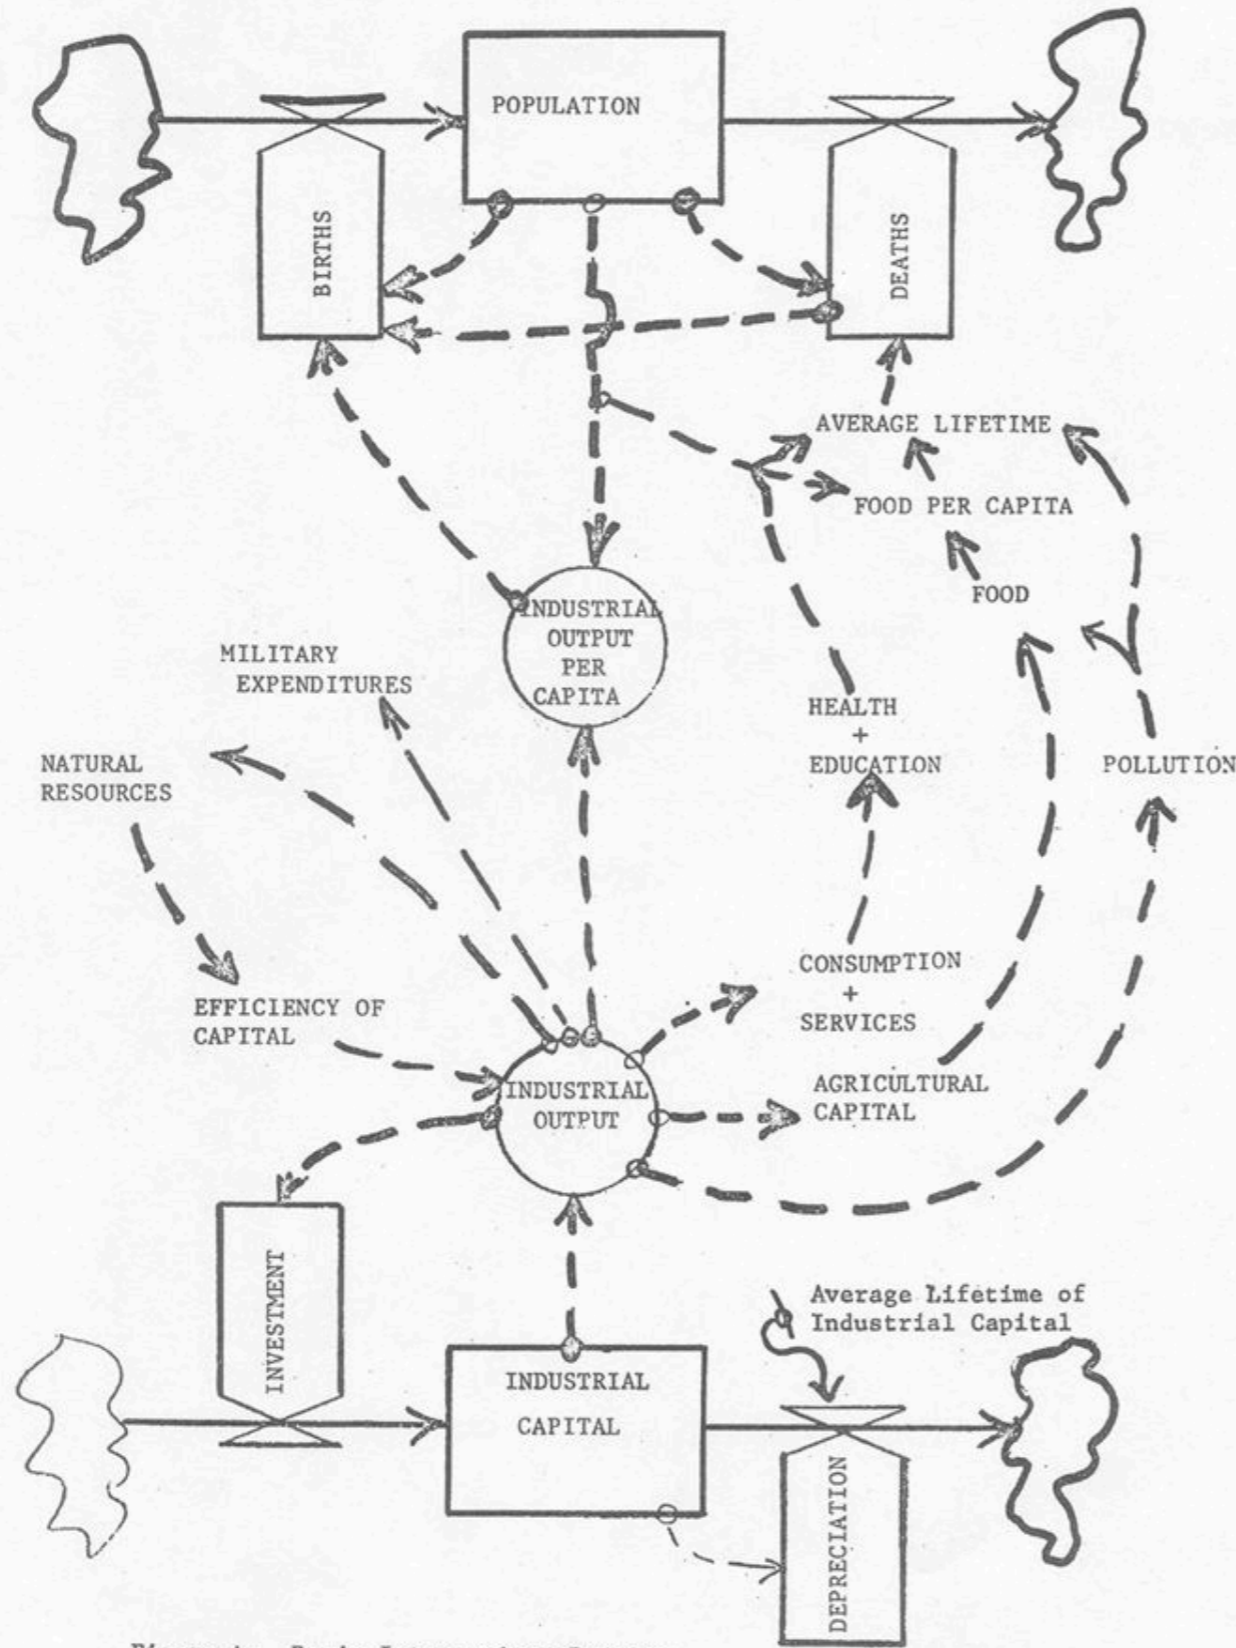 POPULATION
BIRTHS
DEATHS
AVERAGE LIFETIME
FOOD PER CAPITA
FOOD
INDUSTRIAL
OUTPUT
PER
CAPITA
MILITARY
EXPENDITURES
HEALTH
+
EDUCATION
NATURAL
RESOURCES
POLLUTION
CONSUMPTION
+
SERVICES
EFFICIENCY OF
CAPITAL
INDUSTRIAL
OUTPUT
AGRICULTURAL
CAPITAL
INVESTMENT
Average Lifetime of
Industrial Capital
INDUSTRIAL
CAPITAL
DEPRECIATION